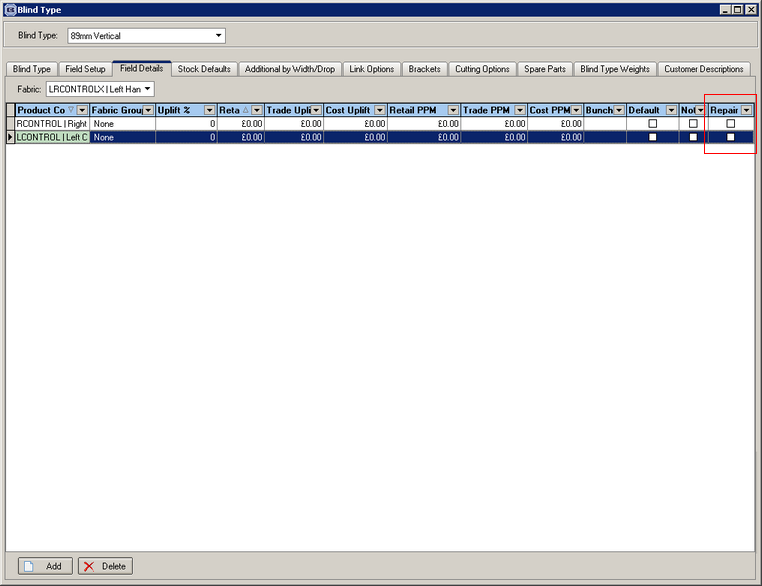 Blind Type
Blind Type: 89mm Vertical
Blind Type Field Setup Field Details Stock Defaults Additional by Width/Drop Link Options Brackets Cutting Options Spare Parts Blind Type Weights Customer Descriptions
Fabric: LRCONTROLX | Left Han
Product Co Fabric Grou Uplift % Reta Trade Upli Cost Uplift Retail PPM Trade PPM Cost PPM Bunch Default Not Repair
RCONTROL | Right None 0 £0.00 £0.00 £0.00 £0.00 £0.00 £0.00
LCONTROL | Left C None 0 £0.00 £0.00 £0.00 £0.00 £0.00 £0.00
Add Delete